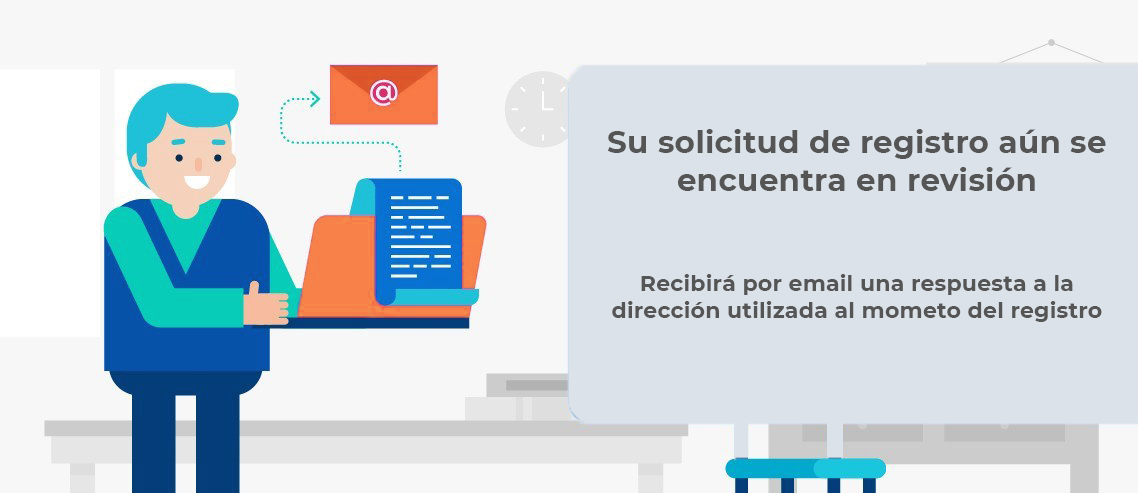 @
Su solicitud de registro aún se
encuentra en revisión
Recibirá por email una respuesta a la
dirección utilizada al mometo del registro